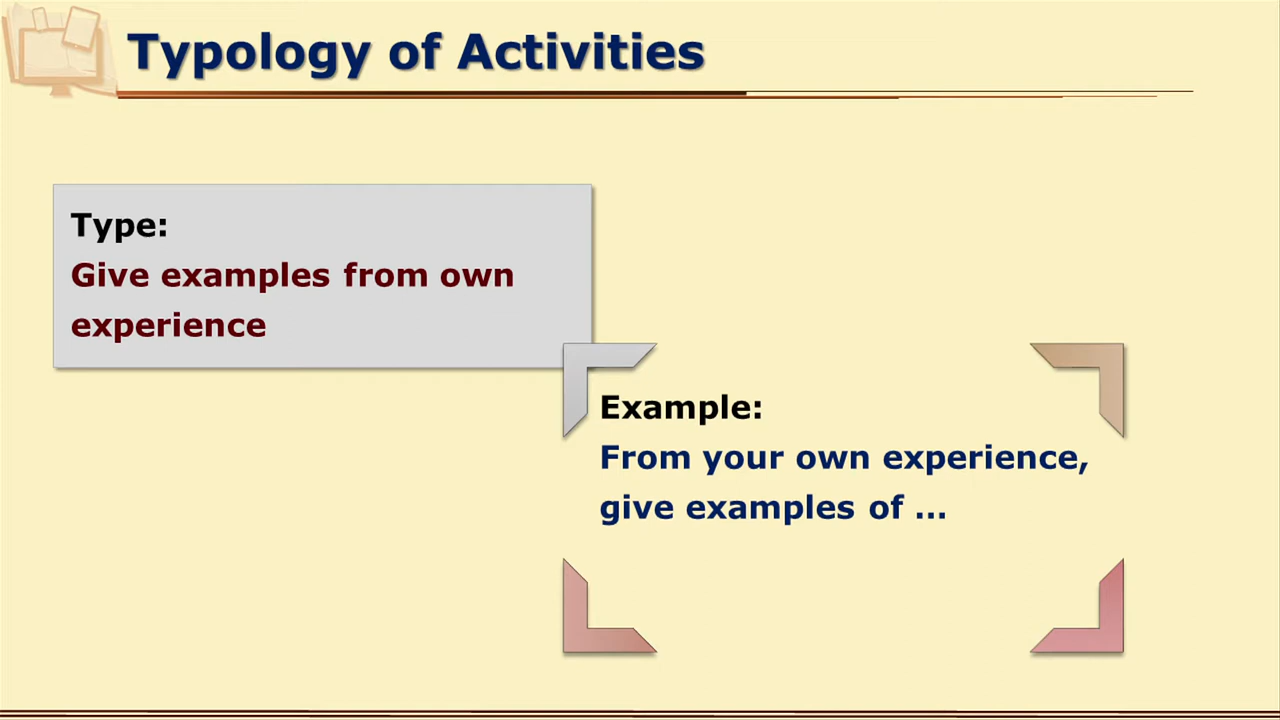 Typology of Activities
Type:
Give examples from own
experience
Example:
From your own experience,
give examples of ...